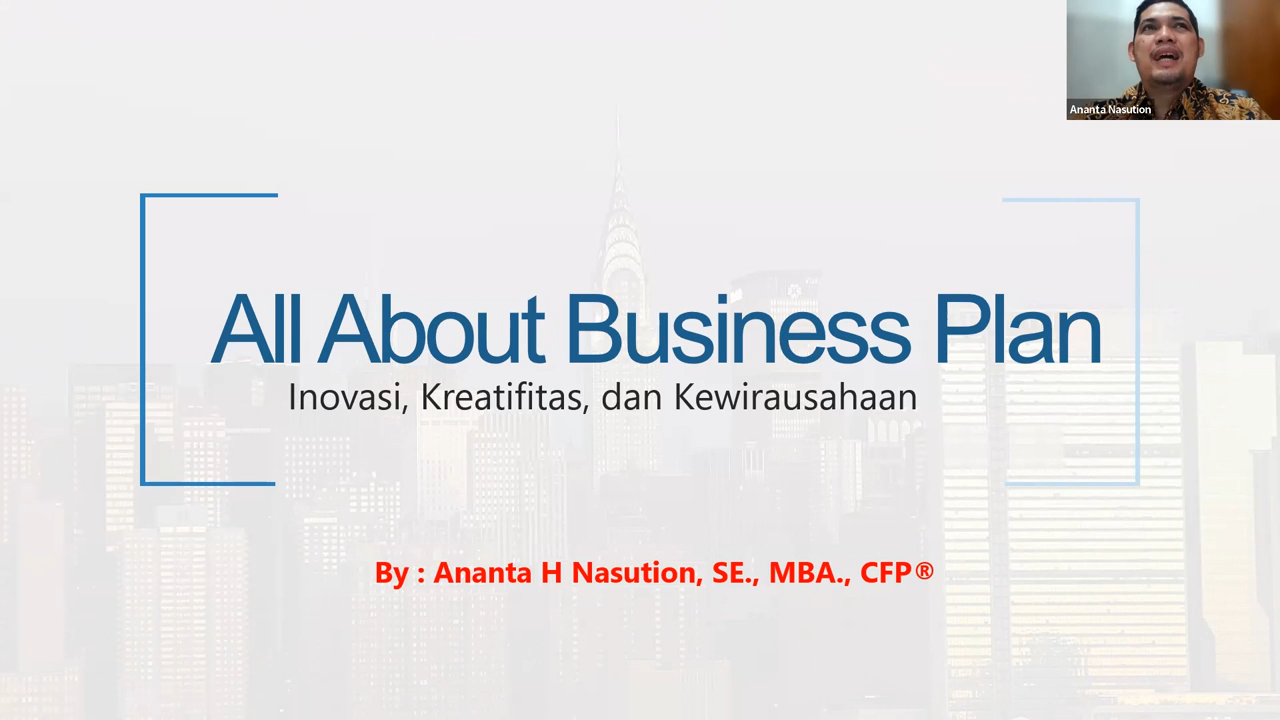 Ananta Nasution
All About Business Plan
Inovasi, Kreatifitas, dan Kewirausahaan
By : Ananta H Nasution, SE., MBA., CFP®